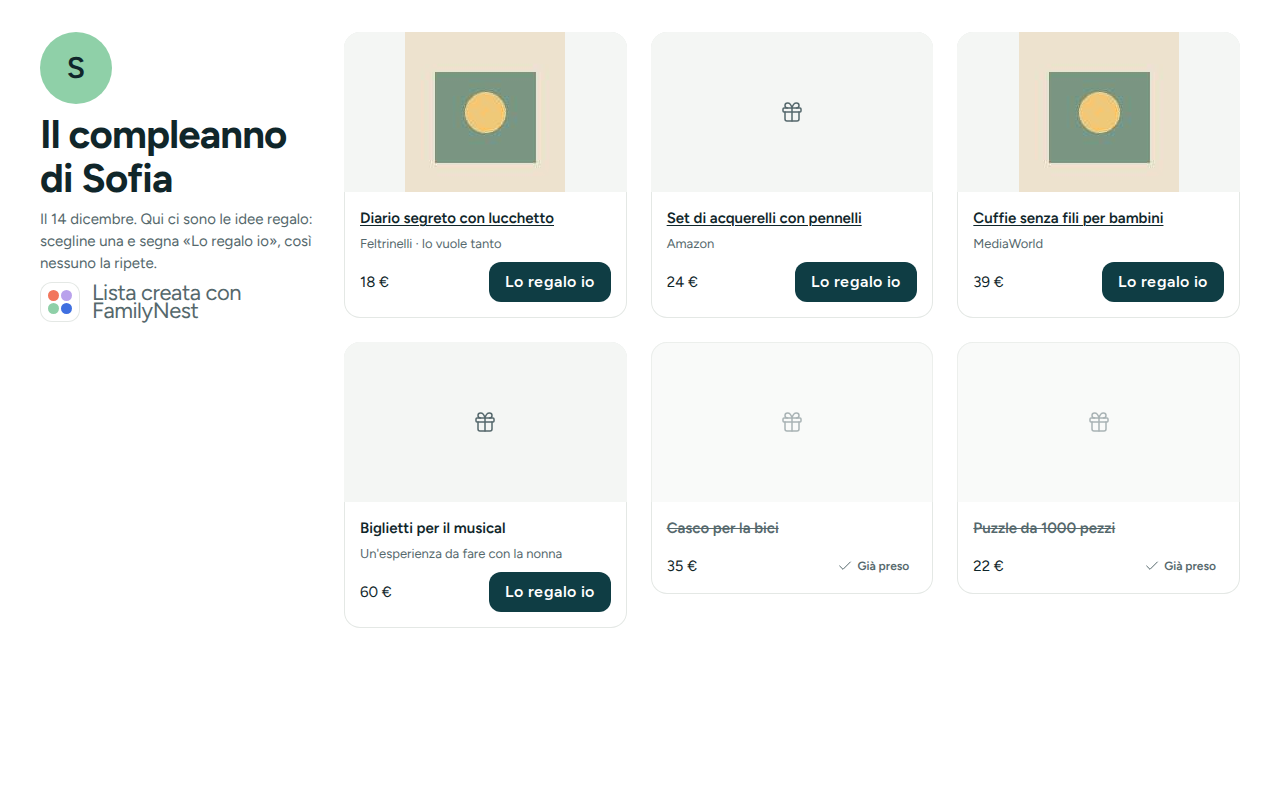 S
Il compleanno
di Sofia
Il 14 dicembre. Qui ci sono le idee regalo:
scegline una e segna «Lo regalo io», così
nessuno la ripete.
Lista creata con
FamilyNest
Diario segreto con lucchetto
Feltrinelli · lo vuole tanto
18 €
Lo regalo io
Set di acquerelli con pennelli
Amazon
24 €
Lo regalo io
Cuffie senza fili per bambini
MediaWorld
39 €
Lo regalo io
Biglietti per il musical
Un'esperienza da fare con la nonna
60 €
Lo regalo io
Casco per la bici
35 €
Già preso
Puzzle da 1000 pezzi
22 €
Già preso